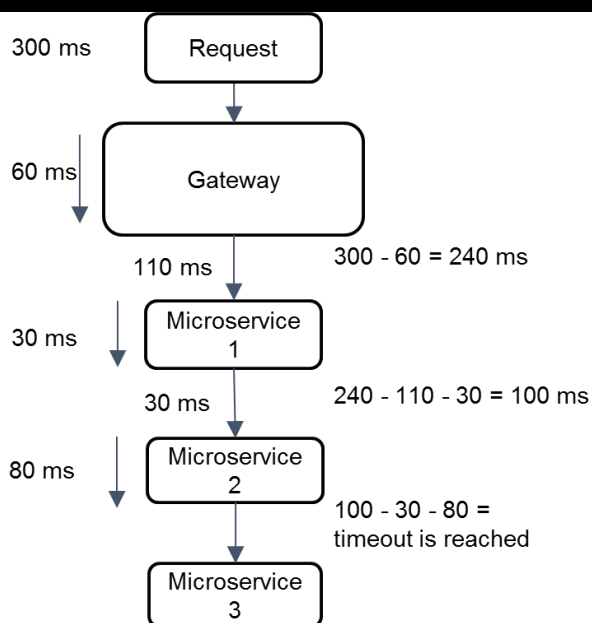 300 ms
Request
60 ms
Gateway
110 ms
300 - 60 = 240 ms
30 ms
Microservice
1
30 ms
240 - 110 - 30 = 100 ms
80 ms
Microservice
2
100 - 30 - 80 =
timeout is reached
Microservice
3